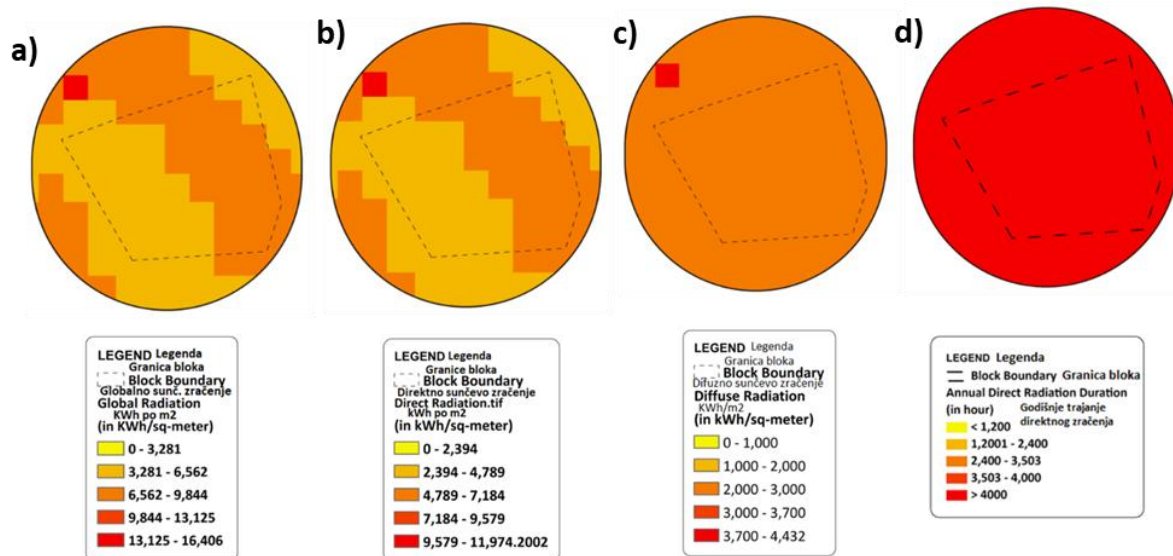 a)
b)
c)
d)
LEGEND Legenda
Granica bloka
Block Boundary
Globalno sunč. zračenje
Global Radiation
KWh po m2
(in KWh/sq-meter)
0 - 3,281
3,281 - 6,562
6,562 - 9,844
9,844 - 13,125
13,125 - 16,406
LEGEND Legenda
Granice bloka
Block Boundary
Direktno sunčevo zračenje
Direct Radiation.tif
kWh po m2
(in kWh/sq-meter)
0 - 2,394
2,394 - 4,789
4,789 - 7,184
7,184 - 9,579
9,579 - 11,974.2002
LEGEND Legenda
Granica bloka
Block Boundary
Difuzno sunčevo zračenje
Diffuse Radiation
KWH/m2
(in kWh/sq-meter)
0 - 1,000
1,000 - 2,000
2,000 - 3,000
3,000 - 3,700
3,700 - 4,432
LEGEND Legenda
Block Boundary Granica bloka
Annual Direct Radiation Duration
(in hour) Godišnje trajanje
direktnog zračenja
< 1,200
1,2001 - 2,400
2,400 - 3,503
3,503 - 4,000
> 4000